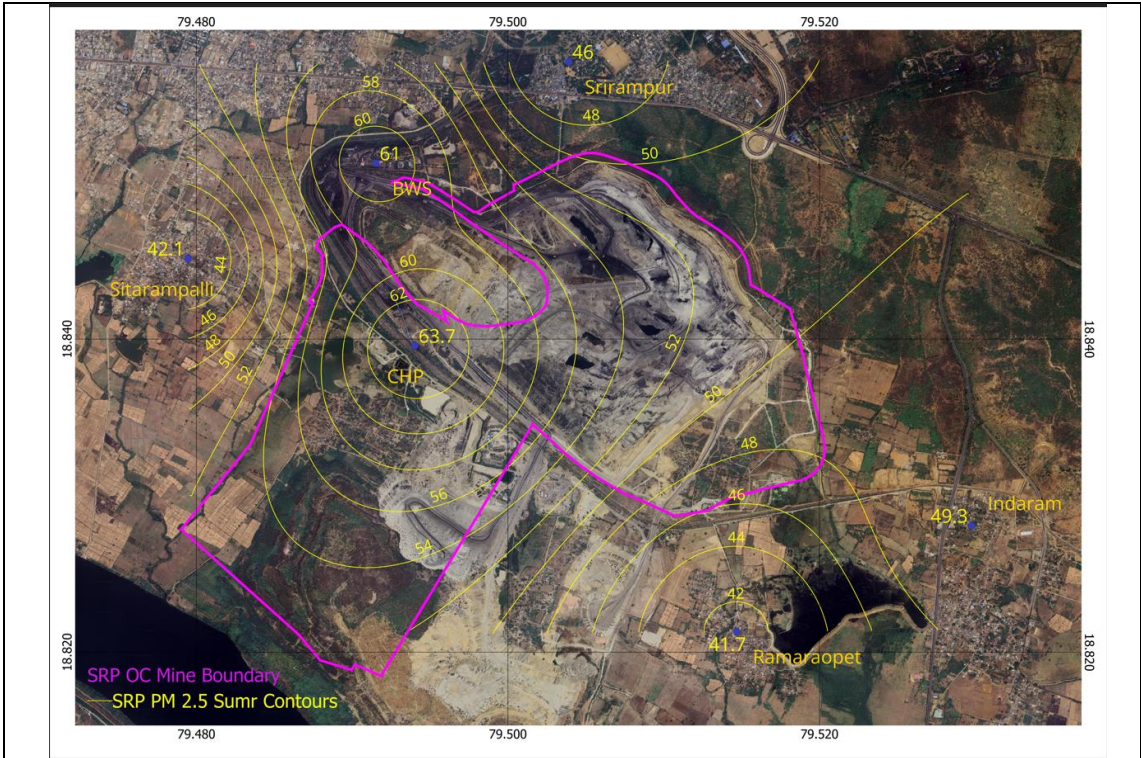 79.480 79.500 79.520
46
Srirampur
58
48
60
50
61
BWS
42.1
44
60
Sitarampalli
62
46
63.7
18.840 18.840
48
52
50
CHP
52
50
48
56
46
49.3 Indaram
54
44
42
41.7
Ramaraopet
18.820 18.820
SRP OC Mine Boundary
SRP PM 2.5 Sumr Contours
79.480 79.500 79.520